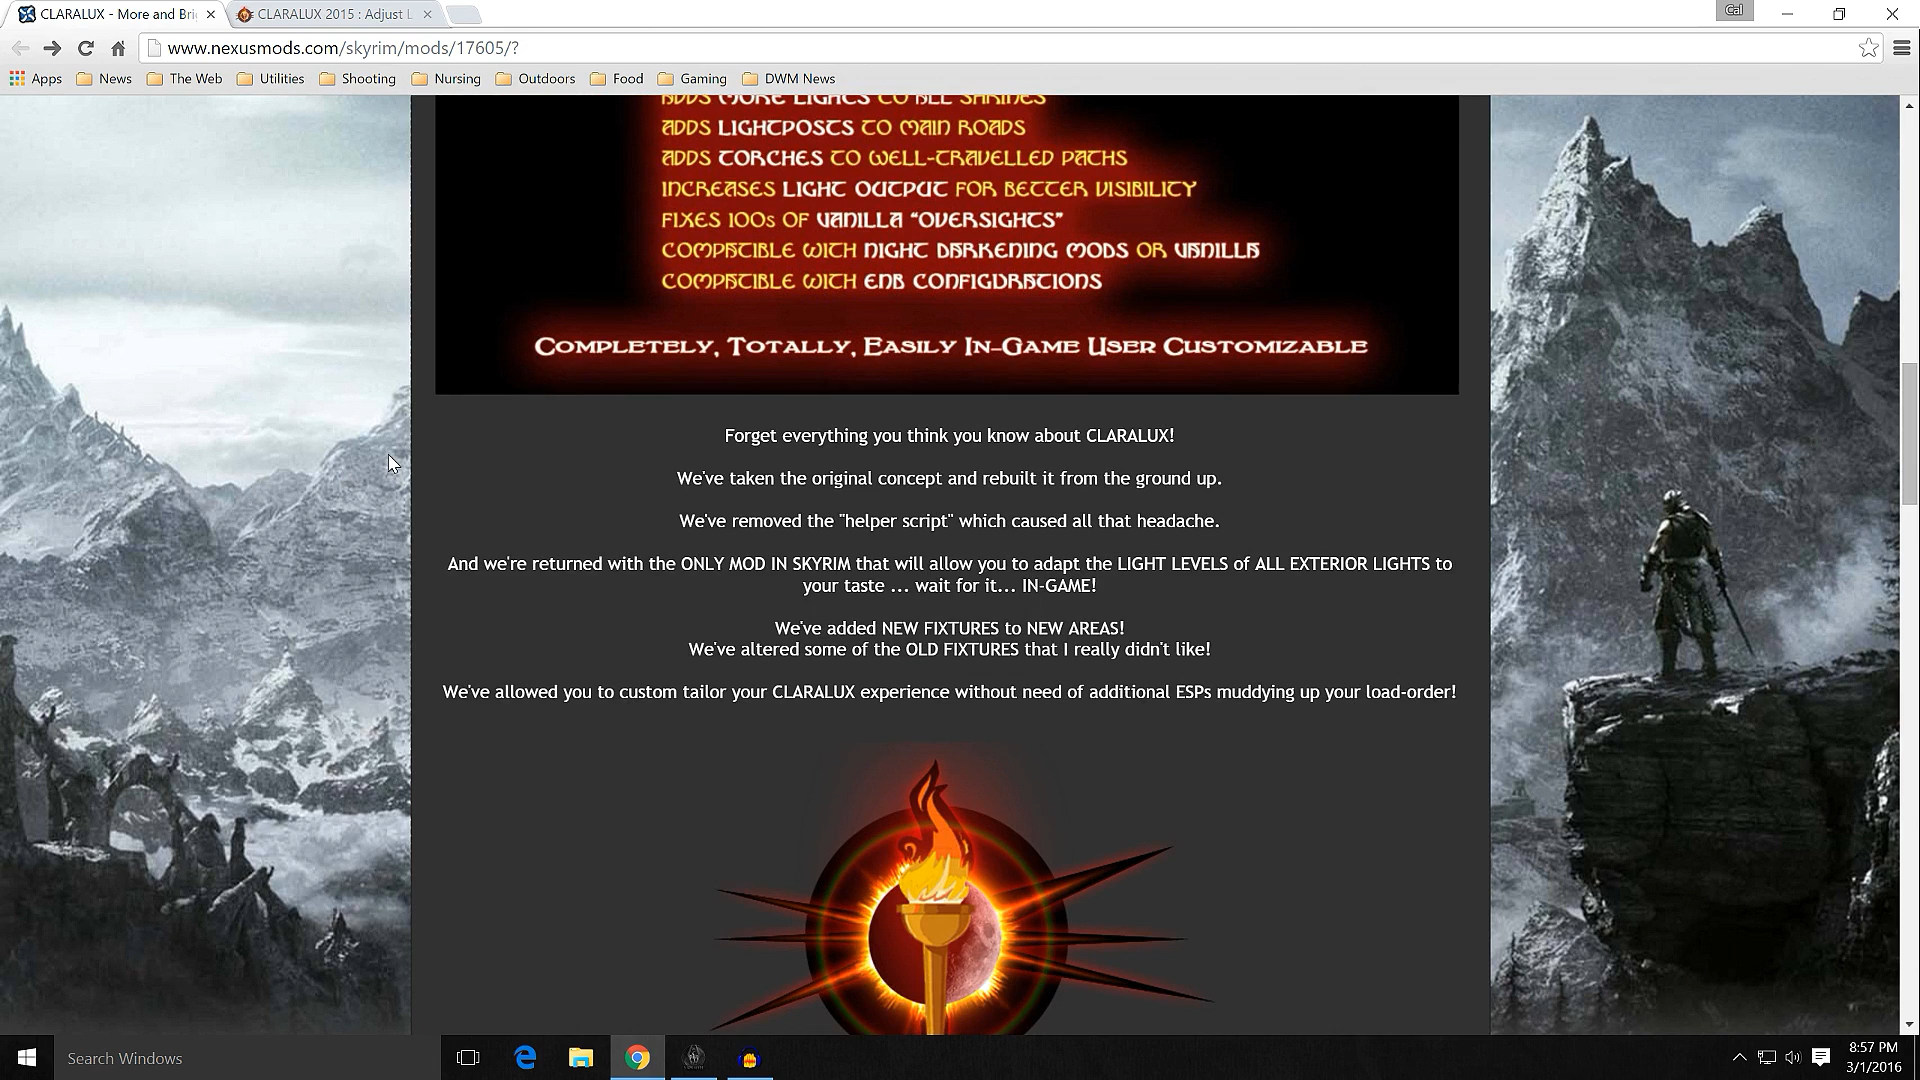 CLARALUX - More and Bri
CLARALUX 2015 : Adjust L
Cal
www.nexusmods.com/skyrim/mods/17605/?
Apps
News
The Web
Utilities
Shooting
Nursing
Outdoors
Food
Gaming
DWM News
ADDS MORE LIGHTS TO ALL SHRINES
ADDS LIGHTPOSTS TO MAIN ROADS
ADDS TORCHES TO WELL-TRAVELLED PATHS
INCREASES LIGHT OUTPUT FOR BETTER VISIBILITY
FIXES 100s OF VANILLA "OVERSIGHTS"
COMPATIBLE WITH NIGHT DARKENING MODS OR VANILLA
COMPATIBLE WITH ENB CONFIGURATIONS
COMPLETELY, TOTALLY, EASILY IN-GAME USER CUSTOMIZABLE
Forget everything you think you know about CLARALUX!
We've taken the original concept and rebuilt it from the ground up.
We've removed the "helper script" which caused all that headache.
And we're returned with the ONLY MOD IN SKYRIM that will allow you to adapt the LIGHT LEVELS of ALL EXTERIOR LIGHTS to
your taste ... wait for it... IN-GAME!
We've added NEW FIXTURES to NEW AREAS!
We've altered some of the OLD FIXTURES that I really didn't like!
We've allowed you to custom tailor your CLARALUX experience without need of additional ESPs muddying up your load-order!
Search Windows
8:57 PM
3/1/2016